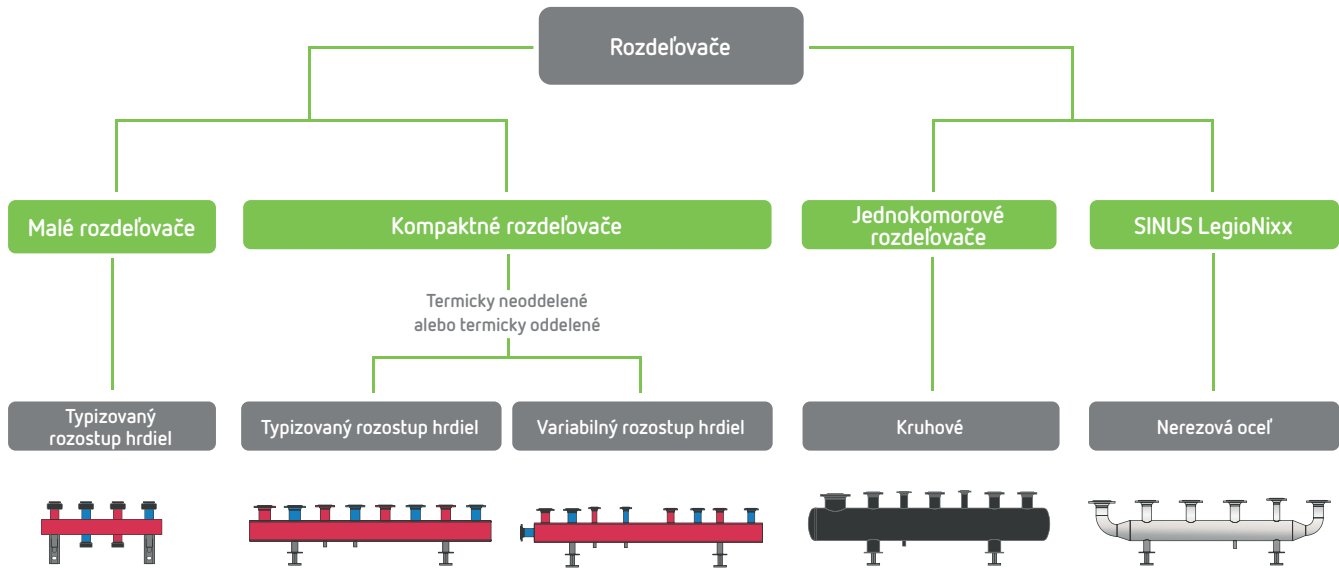 Rozdeľovače
Malé rozdeľovače
Kompaktné rozdeľovače
Jednokomorové
rozdeľovače
SINUS LegioNixx
Termicky neoddelené
alebo termicky oddelené
Typizovaný
rozostup hrdiel
Typizovaný rozostup hrdiel
Variabilný rozostup hrdiel
Kruhové
Nerezová oceľ